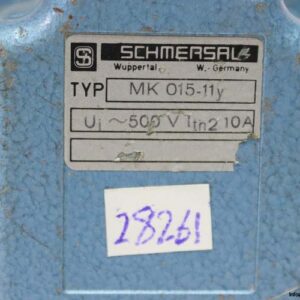 SCHMERSAL
Wuppertal W.-Germany
TYP MK 015-11y
Ui ~500 V Ith2 10A
28261